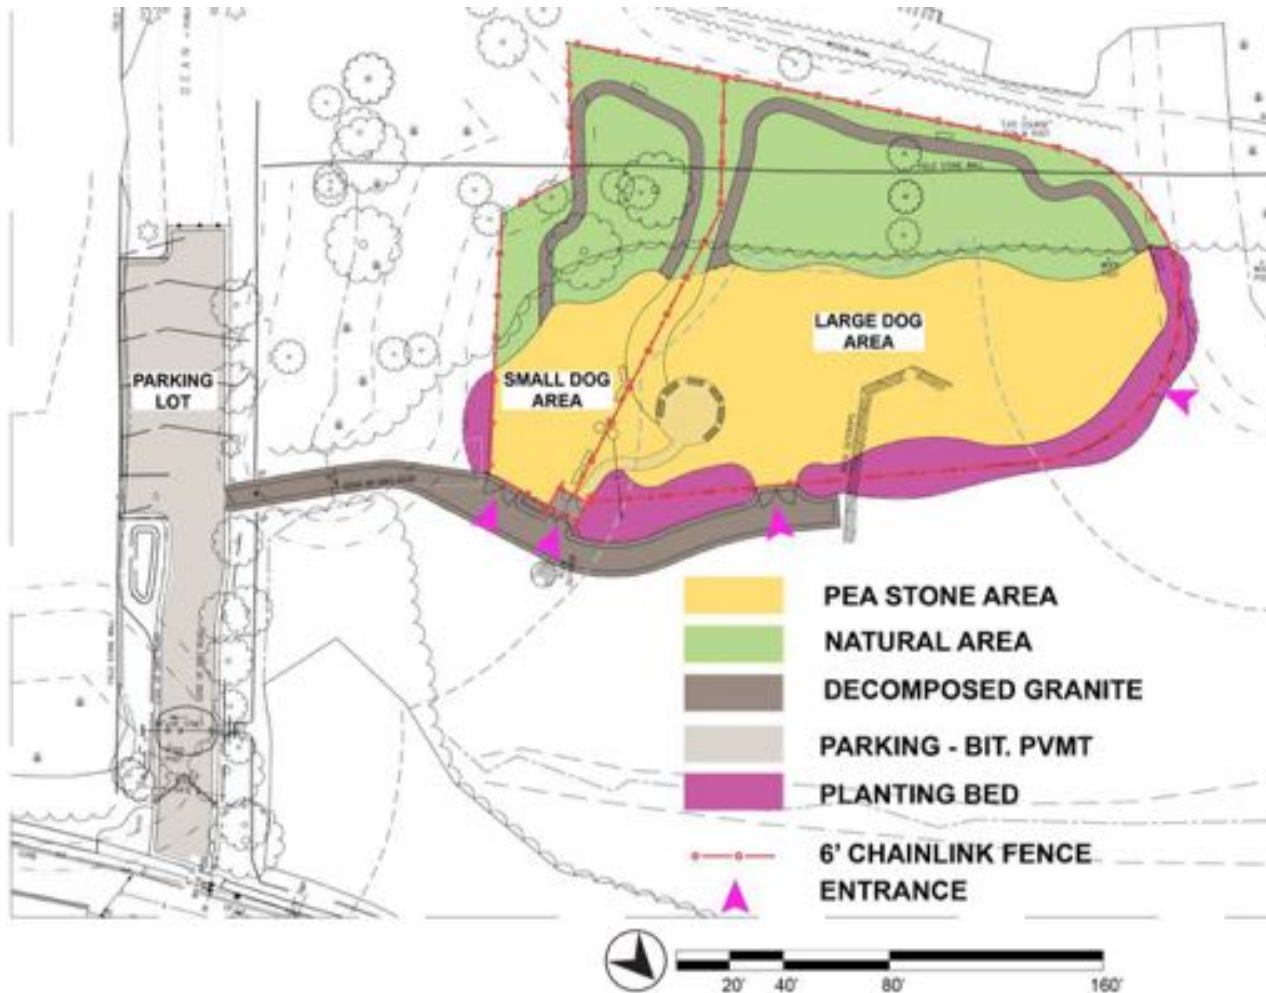 PARKING
LOT
SMALL DOG
AREA
LARGE DOG
AREA
PEA STONE AREA
NATURAL AREA
DECOMPOSED GRANITE
PARKING - BIT. PVMT
PLANTING BED
6' CHAINLINK FENCE
ENTRANCE
20' 40' 80' 160'